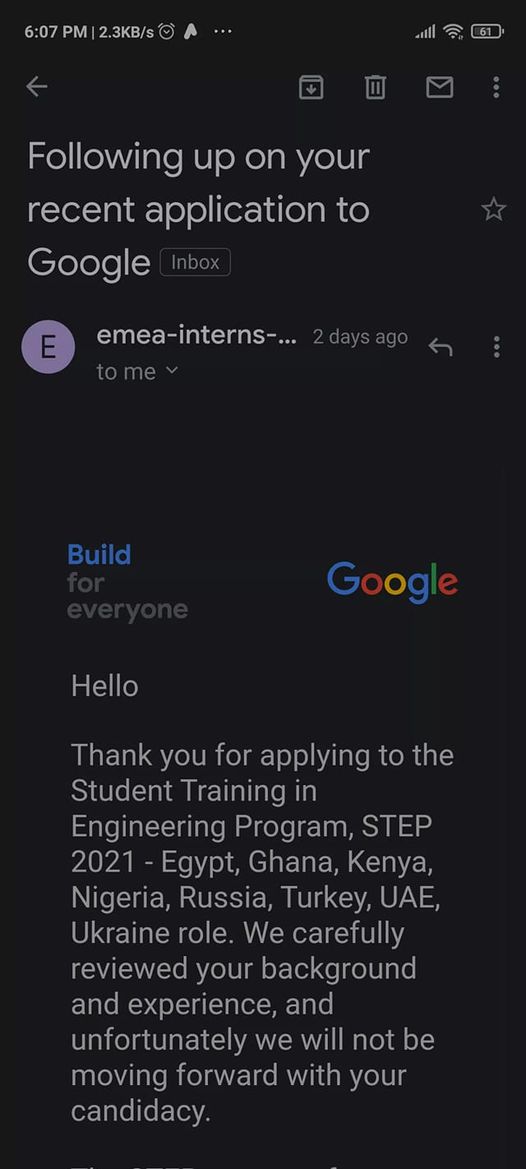 6:07 PM | 2.3KB/s ...
61
Following up on your
recent application to
Google Inbox
E emea-interns-... 2 days ago
to me
Build
for
everyone
Google
Hello
Thank you for applying to the
Student Training in
Engineering Program, STEP
2021 - Egypt, Ghana, Kenya,
Nigeria, Russia, Turkey, UAE,
Ukraine role. We carefully
reviewed your background
and experience, and
unfortunately we will not be
moving forward with your
candidacy.